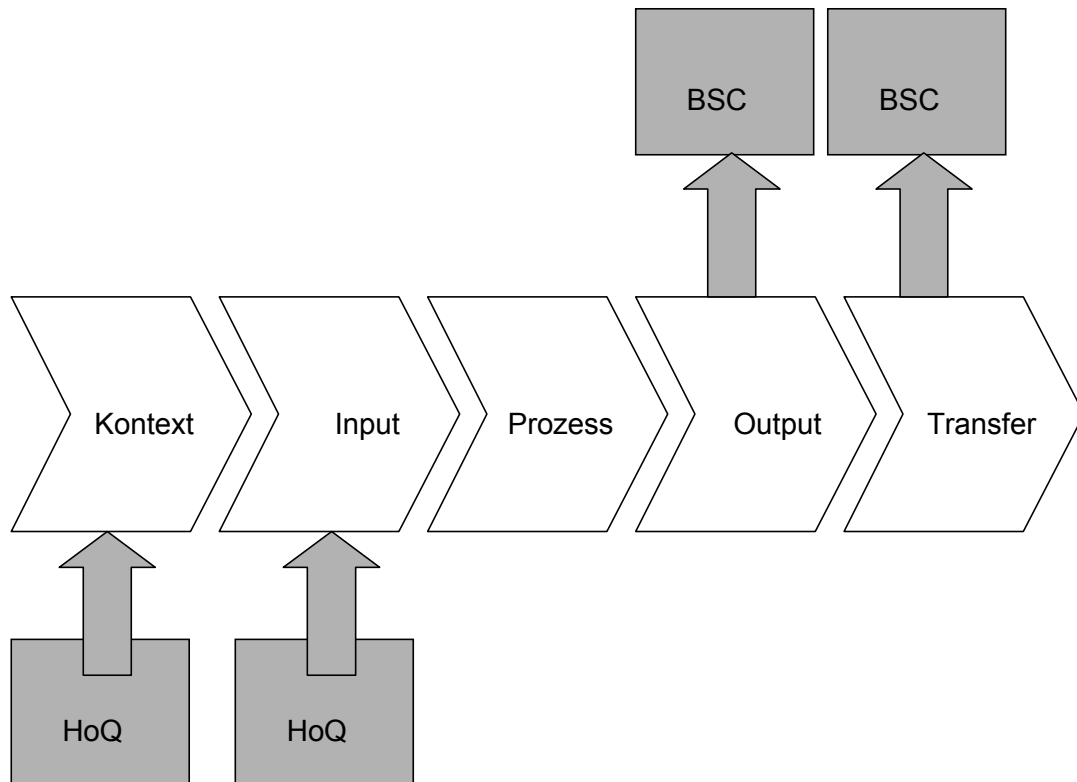 BSC
BSC
Kontext
Input
Prozess
Output
Transfer
HoQ
HoQ